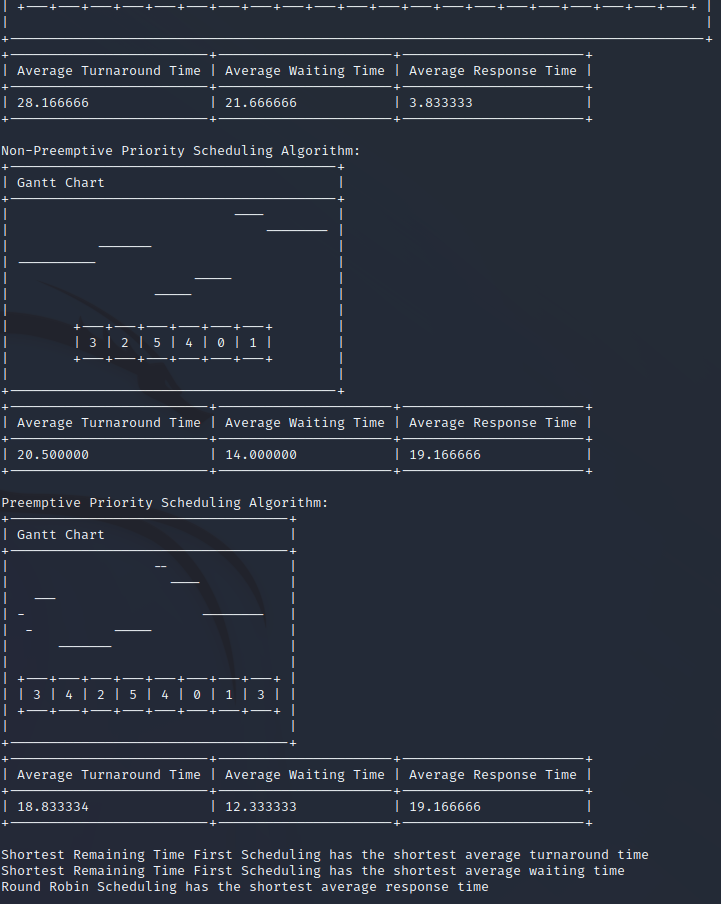 | +---+---+---+---+---+---+---+---+---+---+---+---+---+---+---+---+---+---+---+---+---+ |
| Average Turnaround Time | Average Waiting Time | Average Response Time |
| 28.166666 | 21.666666 | 3.833333 |
Non-Preemptive Priority Scheduling Algorithm:
| Gantt Chart |
| 3 | 2 | 5 | 4 | 0 | 1 |
| Average Turnaround Time | Average Waiting Time | Average Response Time |
| 20.500000 | 14.000000 | 19.166666 |
Preemptive Priority Scheduling Algorithm:
| Gantt Chart |
| 3 | 4 | 2 | 5 | 4 | 0 | 1 | 3 |
| Average Turnaround Time | Average Waiting Time | Average Response Time |
| 18.833334 | 12.333333 | 19.166666 |
Shortest Remaining Time First Scheduling has the shortest average turnaround time
Shortest Remaining Time First Scheduling has the shortest average waiting time
Round Robin Scheduling has the shortest average response time